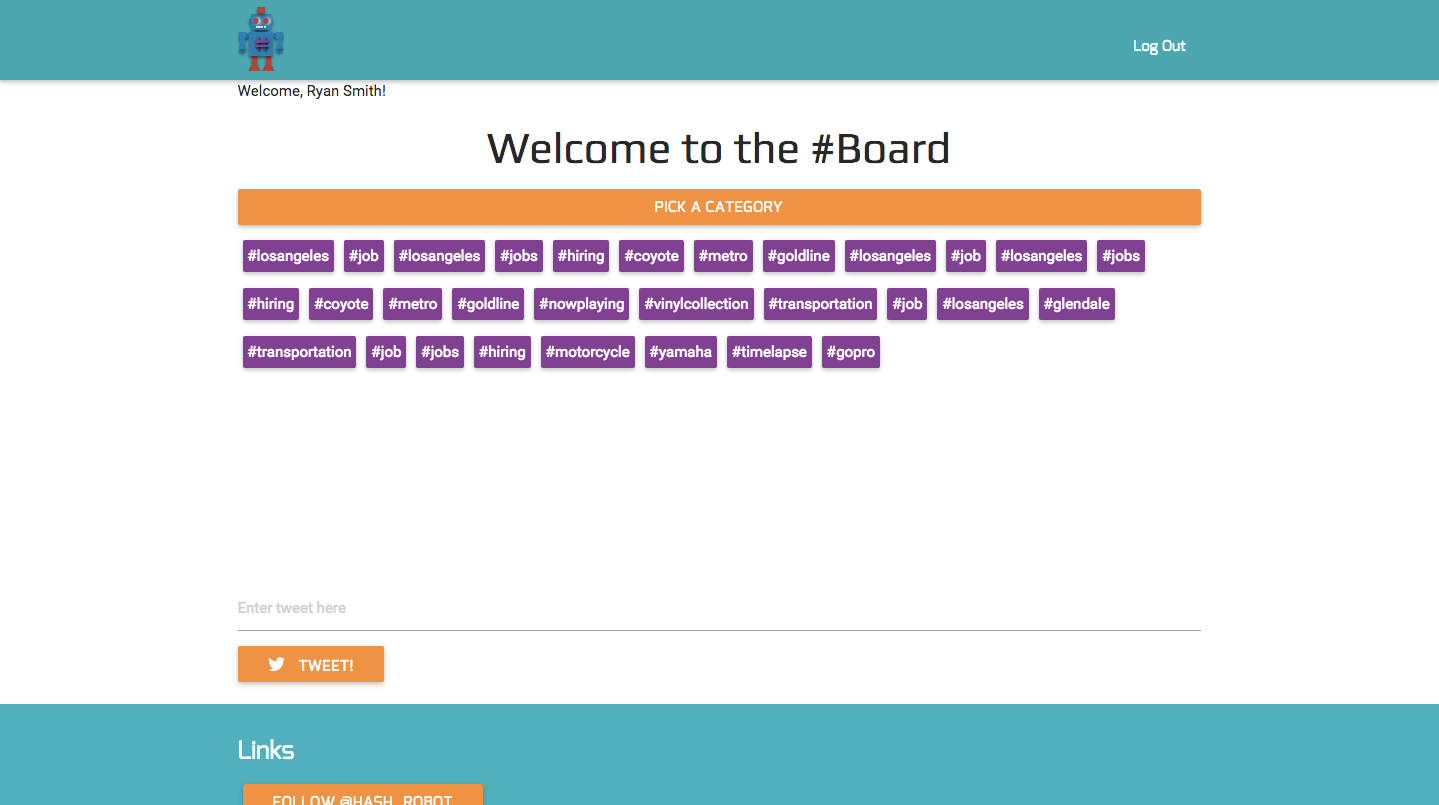 Log Out
Welcome, Ryan Smith!
Welcome to the #Board
PICK A CATEGORY
#losangeles #job #losangeles #jobs #hiring #coyote #metro #goldline #losangeles #job #losangeles #jobs
#hiring #coyote #metro #goldline #nowplaying #vinylcollection #transportation #job #losangeles #glendale
#transportation #job #jobs #hiring #motorcycle #yamaha #timelapse #gopro
Enter tweet here
TWEET!
Links
FOLLOW @HASH_ROBOT